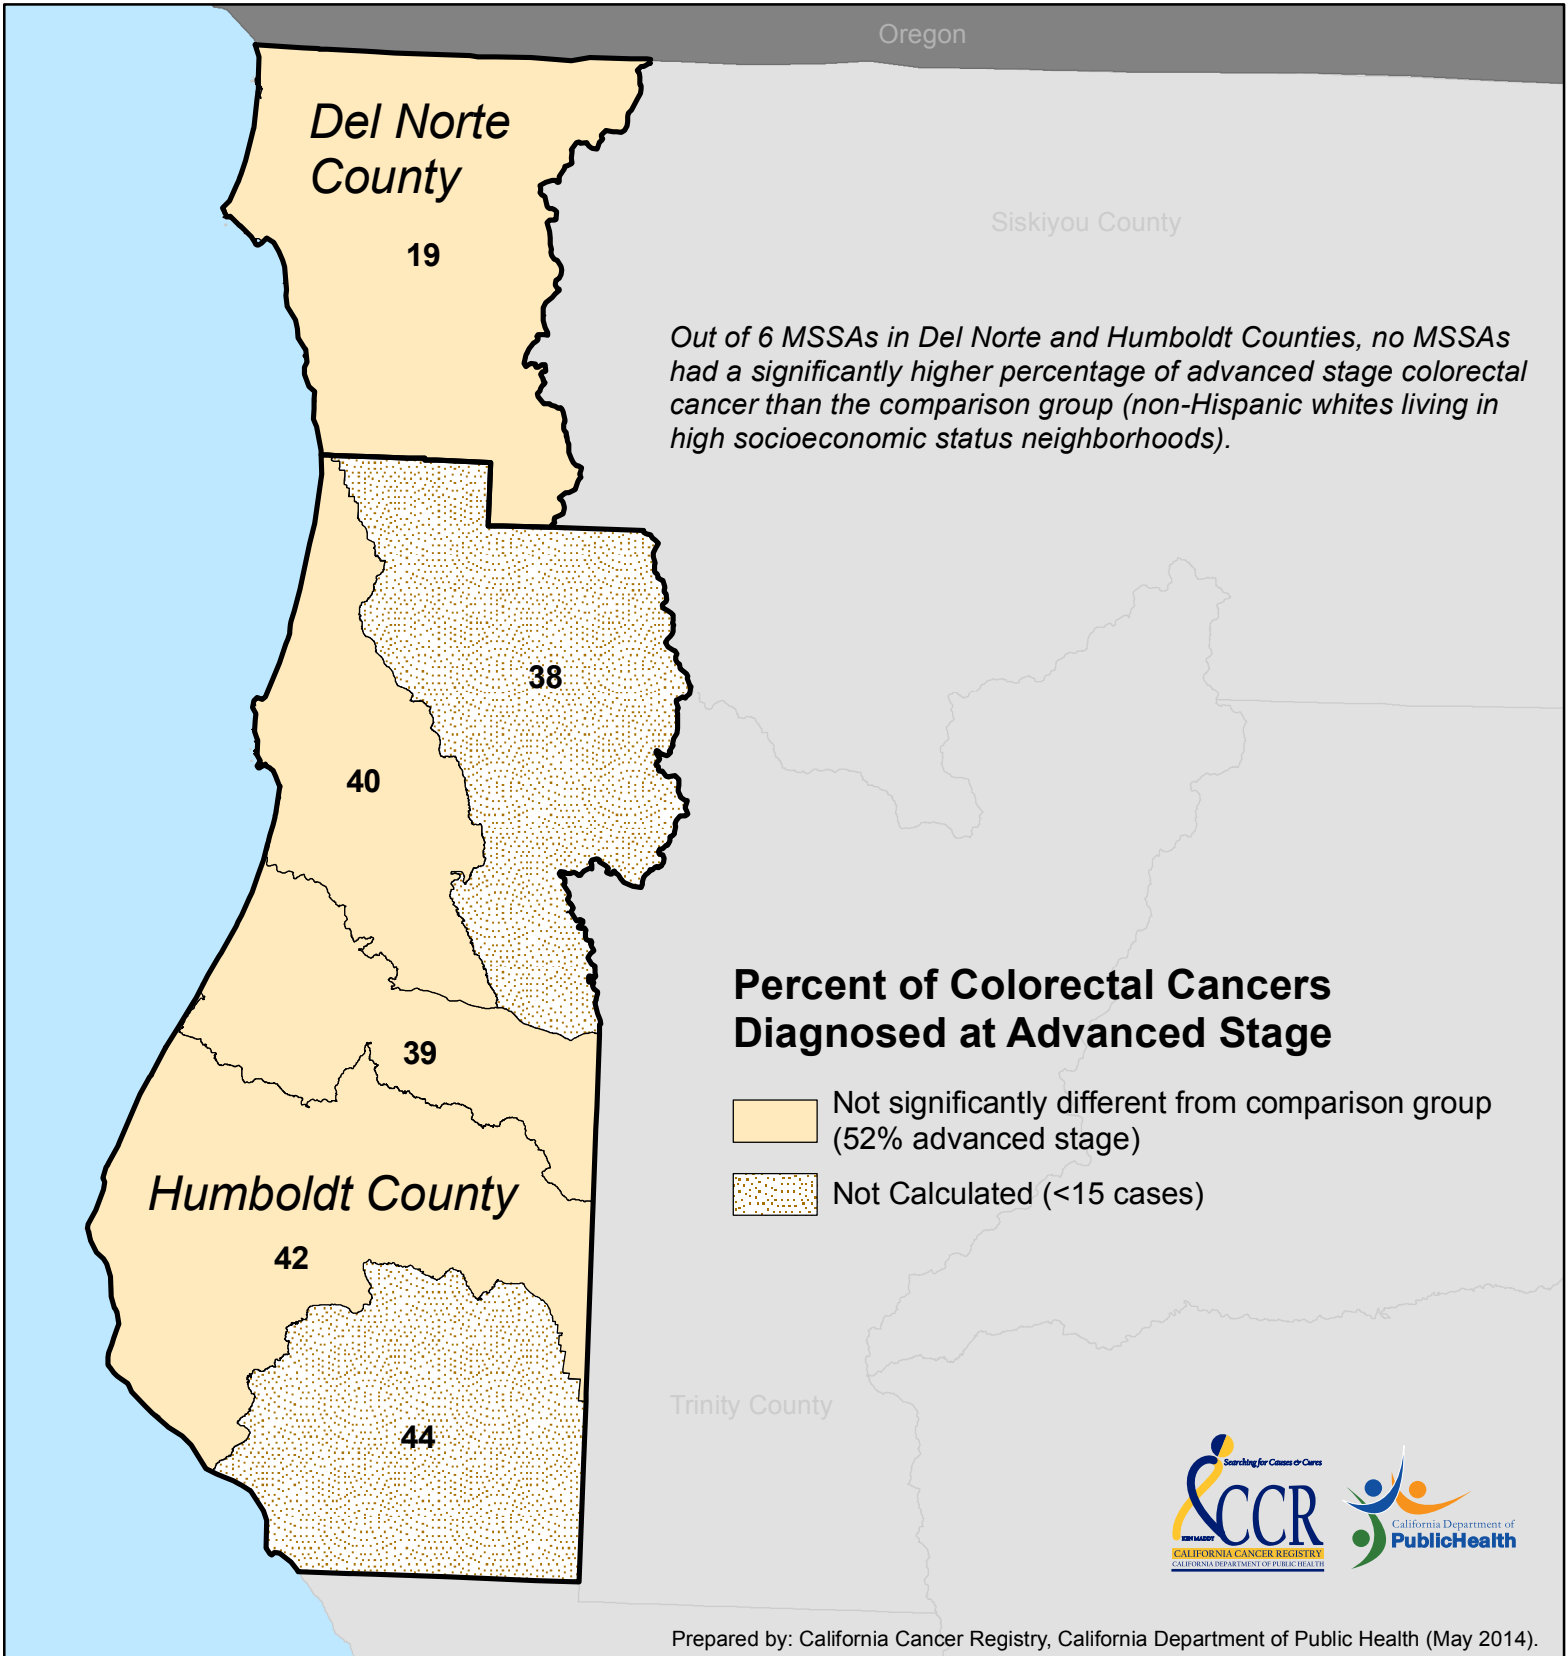 Oregon
Del Norte
County
19
Siskiyou County
Out of 6 MSSAs in Del Norte and Humboldt Counties, no MSSAs
had a significantly higher percentage of advanced stage colorectal
cancer than the comparison group (non-Hispanic whites living in
high socioeconomic status neighborhoods).
38
40
Percent of Colorectal Cancers
Diagnosed at Advanced Stage
39
Not significantly different from comparison group
(52% advanced stage)
Not Calculated (<15 cases)
Humboldt County
42
44
Trinity County
Searching for Causes & Cures
KEN MADDY
CCR
CALIFORNIA CANCER REGISTRY
CALIFORNIA DEPARTMENT OF PUBLIC HEALTH
California Department of
PublicHealth
Prepared by: California Cancer Registry, California Department of Public Health (May 2014).